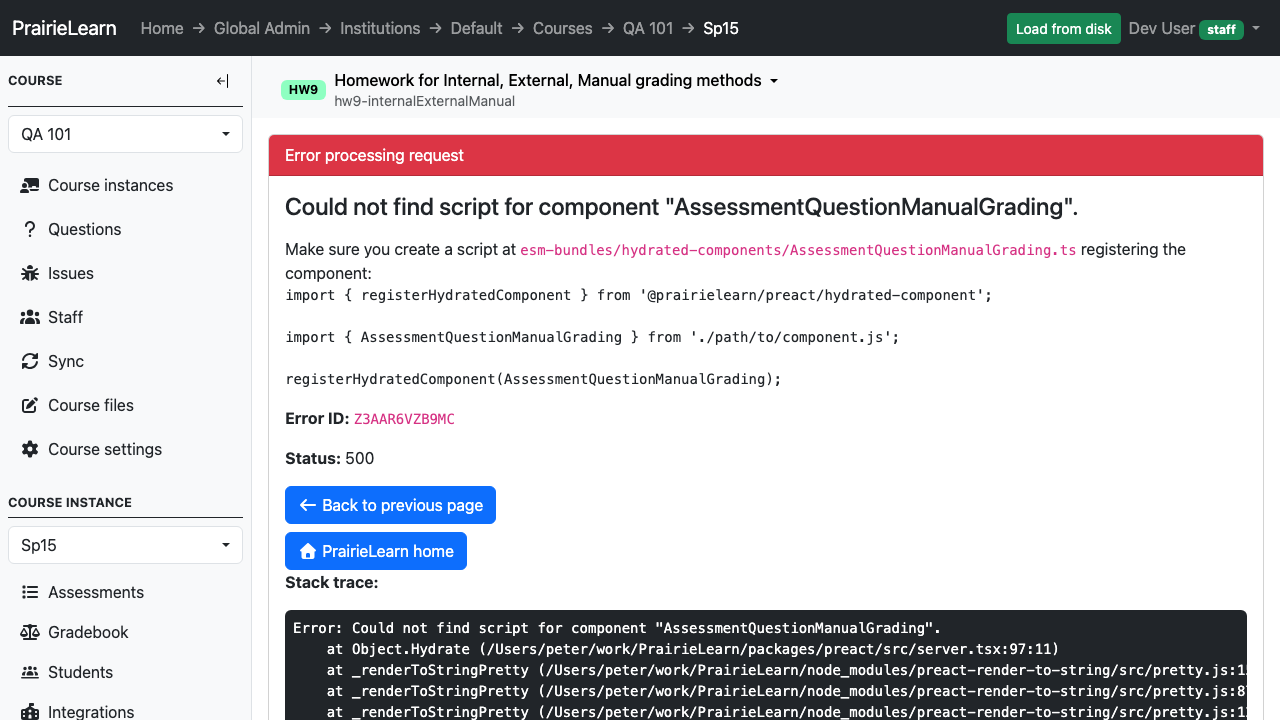 PrairieLearn Home → Global Admin → Institutions → Default → Courses → QA 101 → Sp15 Load from disk Dev User staff
COURSE
QA 101
Course instances
Questions
Issues
Staff
Sync
Course files
Course settings
COURSE INSTANCE
Sp15
Assessments
Gradebook
Students
Integrations
HW9 Homework for Internal, External, Manual grading methods
hw9-internalExternalManual
Error processing request
Could not find script for component "AssessmentQuestionManualGrading".
Make sure you create a script at esm-bundles/hydrated-components/AssessmentQuestionManualGrading.ts registering the
component:
import { registerHydratedComponent } from '@prairielearn/preact/hydrated-component';
import { AssessmentQuestionManualGrading } from './path/to/component.js';
registerHydratedComponent(AssessmentQuestionManualGrading);
Error ID: Z3AAR6VZB9MC
Status: 500
← Back to previous page
PrairieLearn home
Stack trace:
Error: Could not find script for component "AssessmentQuestionManualGrading".
at Object.Hydrate (/Users/peter/work/PrairieLearn/packages/preact/src/server.tsx:97:11)
at _renderToStringPretty (/Users/peter/work/PrairieLearn/node_modules/preact-render-to-string/src/pretty.js:1
at _renderToStringPretty (/Users/peter/work/PrairieLearn/node_modules/preact-render-to-string/src/pretty.js:8
at _renderToStringPretty (/Users/peter/work/PrairieLearn/node_modules/preact-render-to-string/src/pretty.js:1